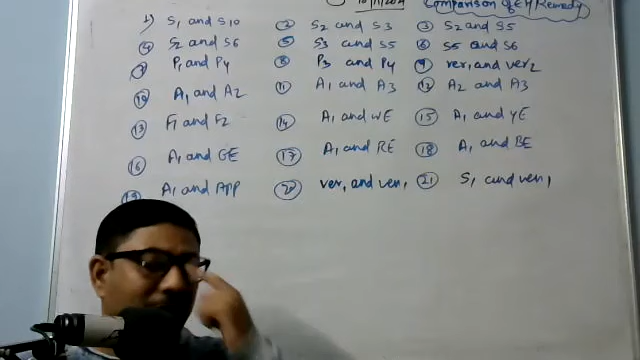 10/11/2024 Comparison of EH Remedy
1) S1 and S10 ② S2 and S3 ③ S2 and S5
④ S2 and S6 ⑤ S3 and S5 ⑥ S5 and S6
⑦ P1 and P4 ⑧ P3 and P4 ⑨ ver1 and ver2
⑩ A1 and A2 ⑪ A1 and A3 ⑫ A2 and A3
⑬ F1 and F2 ⑭ A1 and WE ⑮ A1 and YE
⑯ A1 and GE ⑰ A1 and RE ⑱ A1 and BE
⑲ A1 and APP ⑳ ver1 and ven1 ㉑ S1 and ven1